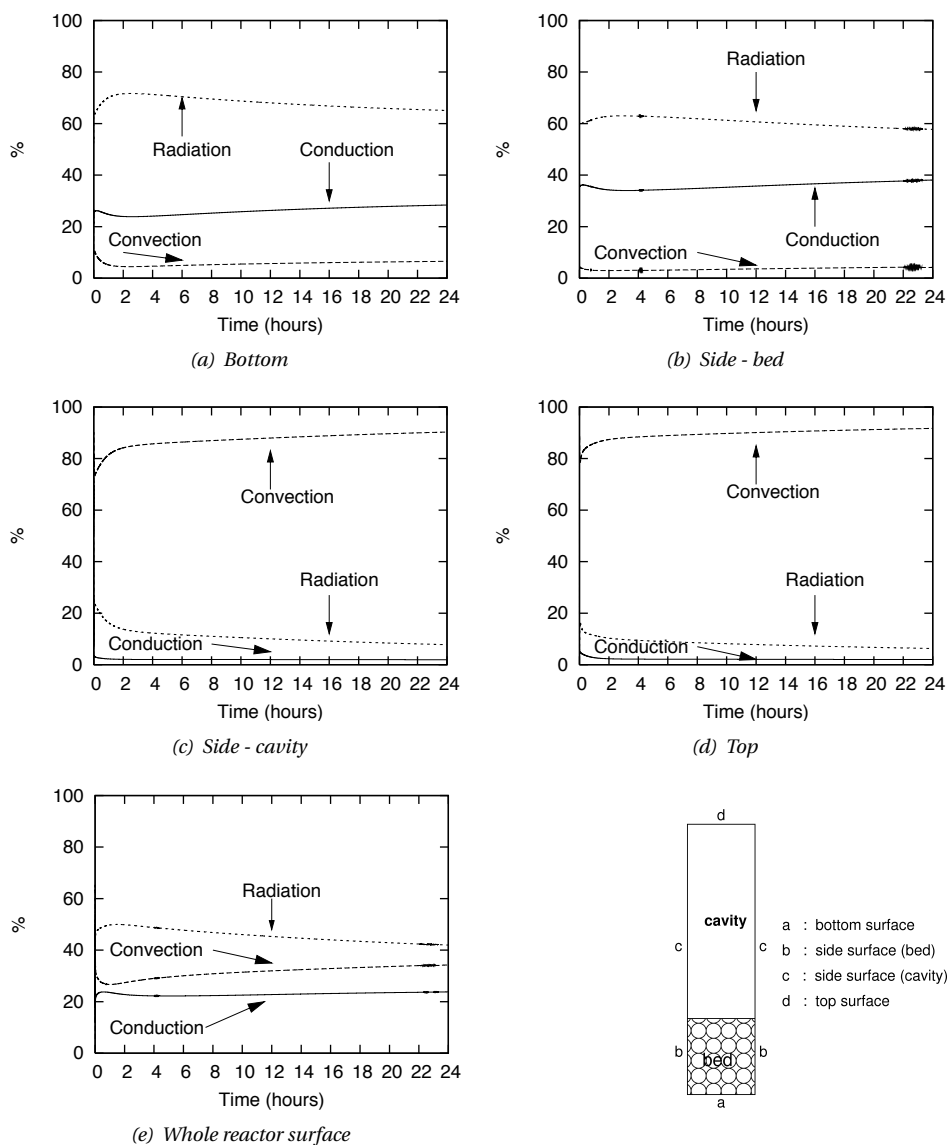 100
80
60
40
20
0
%
Radiation
Conduction
Convection
0 2 4 6 8 10 12 14 16 18 20 22 24
Time (hours)
(a) Bottom
100
80
60
40
20
0
%
Radiation
Conduction
Convection
0 2 4 6 8 10 12 14 16 18 20 22 24
Time (hours)
(b) Side - bed
100
80
60
40
20
0
%
Convection
Radiation
Conduction
0 2 4 6 8 10 12 14 16 18 20 22 24
Time (hours)
(c) Side - cavity
100
80
60
40
20
0
%
Convection
Radiation
Conduction
0 2 4 6 8 10 12 14 16 18 20 22 24
Time (hours)
(d) Top
100
80
60
40
20
0
%
Radiation
Convection
Conduction
0 2 4 6 8 10 12 14 16 18 20 22 24
Time (hours)
(e) Whole reactor surface
d
cavity
c c
b bed b
a
a : bottom surface
b : side surface (bed)
c : side surface (cavity)
d : top surface